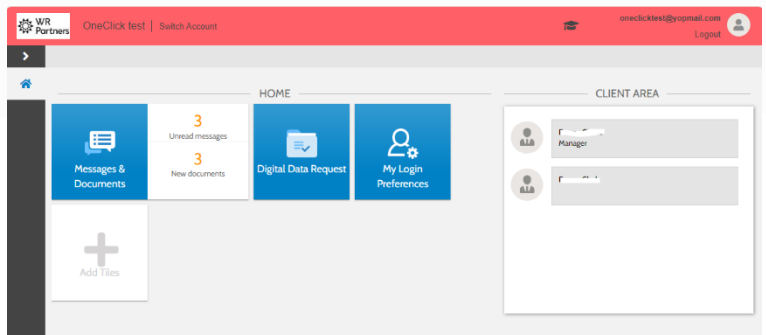 WR
Partners
OneClick test | Switch Account
oneclicktest@yopmail.com
Logout
HOME
CLIENT AREA
Messages &
Documents
3
Unread messages
3
New documents
Digital Data Request
My Login
Preferences
Add Tiles
Manager